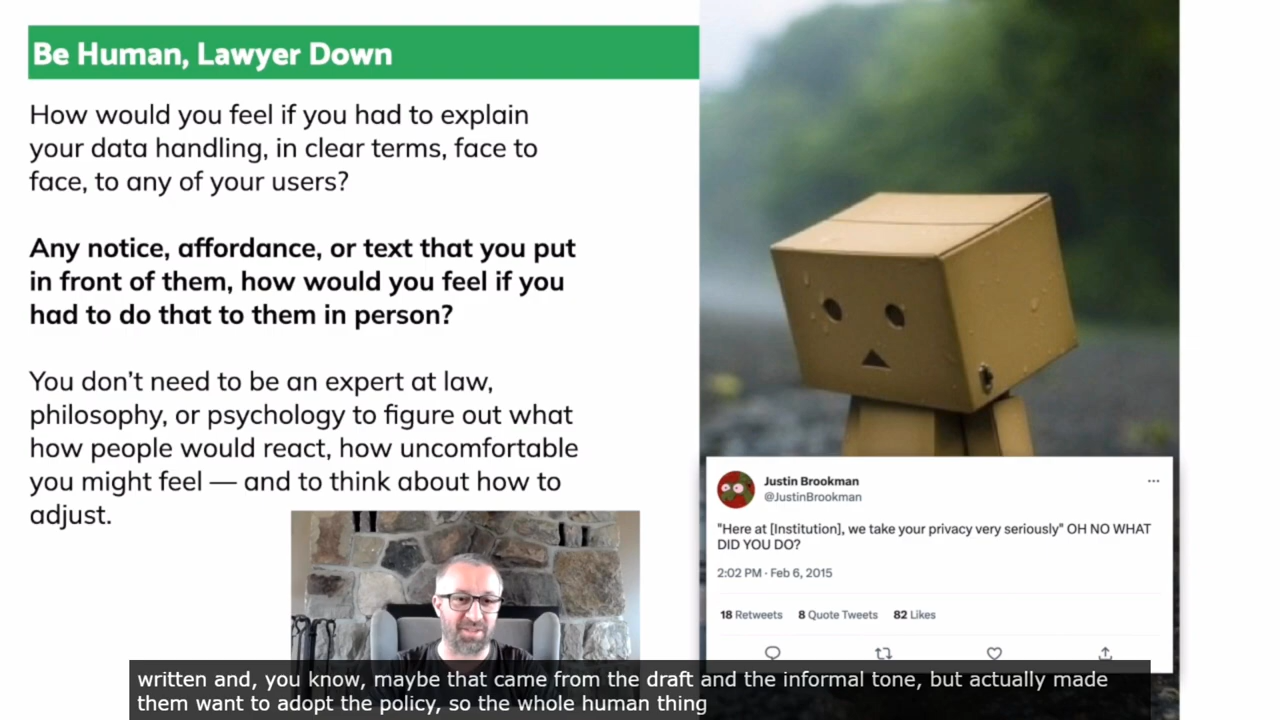 Be Human, Lawyer Down
How would you feel if you had to explain
your data handling, in clear terms, face to
face, to any of your users?
Any notice, affordance, or text that you put
in front of them, how would you feel if you
had to do that to them in person?
You don’t need to be an expert at law,
philosophy, or psychology to figure out what
how people would react, how uncomfortable
you might feel — and to think about how to
adjust.
Justin Brookman
@JustinBrookman
"Here at [Institution], we take your privacy very seriously" OH NO WHAT
DID YOU DO?
2:02 PM · Feb 6, 2015
18 Retweets 8 Quote Tweets 82 Likes
written and, you know, maybe that came from the draft and the informal tone, but actually made
them want to adopt the policy, so the whole human thing